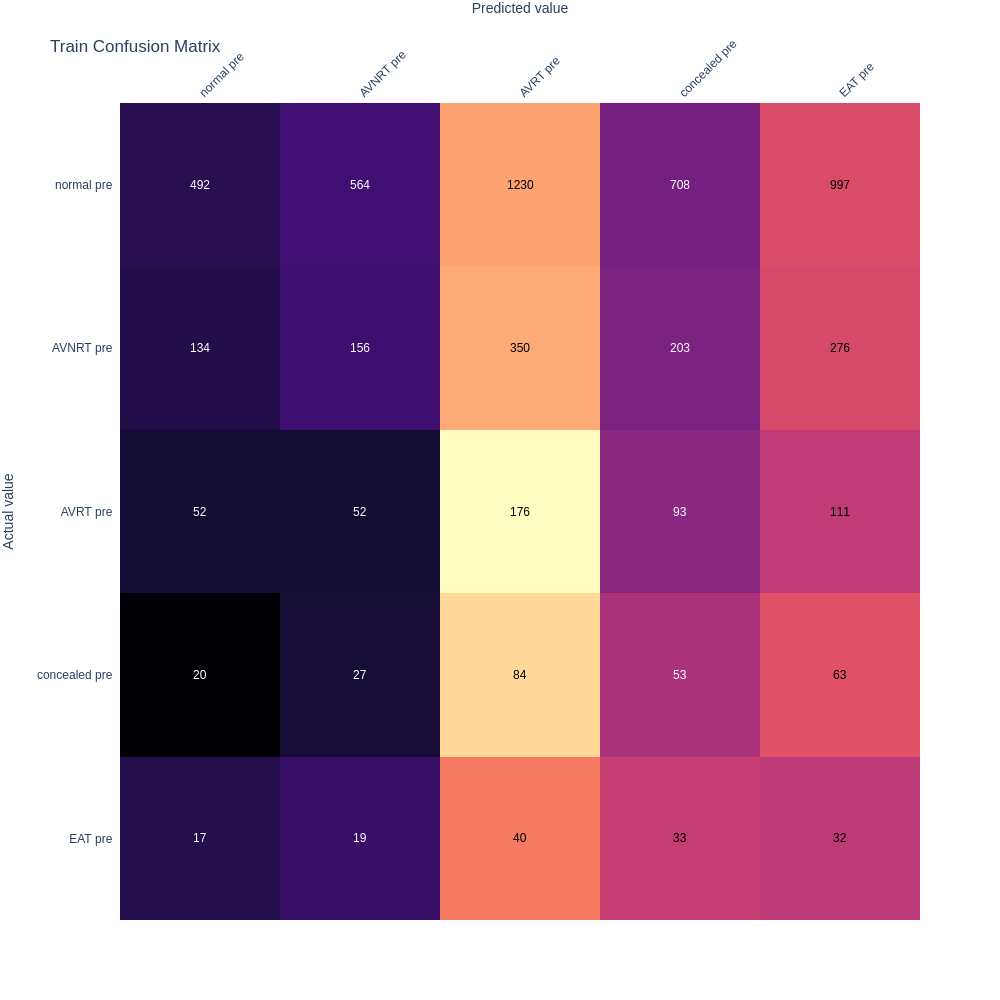 Predicted value
Train Confusion Matrix
normal pre
AVNRT pre
AVRT pre
concealed pre
EAT pre
normal pre 492 564 1230 708 997
AVNRT pre 134 156 350 203 276
AVRT pre 52 52 176 93 111
concealed pre 20 27 84 53 63
EAT pre 17 19 40 33 32
Actual value